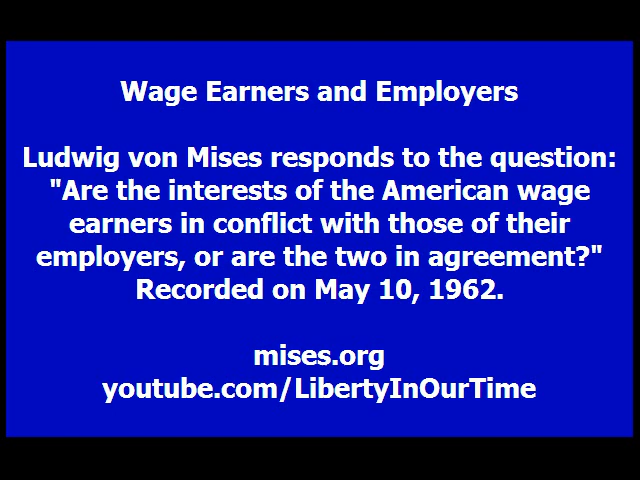 Wage Earners and Employers
Ludwig von Mises responds to the question:
"Are the interests of the American wage
earners in conflict with those of their
employers, or are the two in agreement?"
Recorded on May 10, 1962.
mises.org
youtube.com/LibertyInOurTime